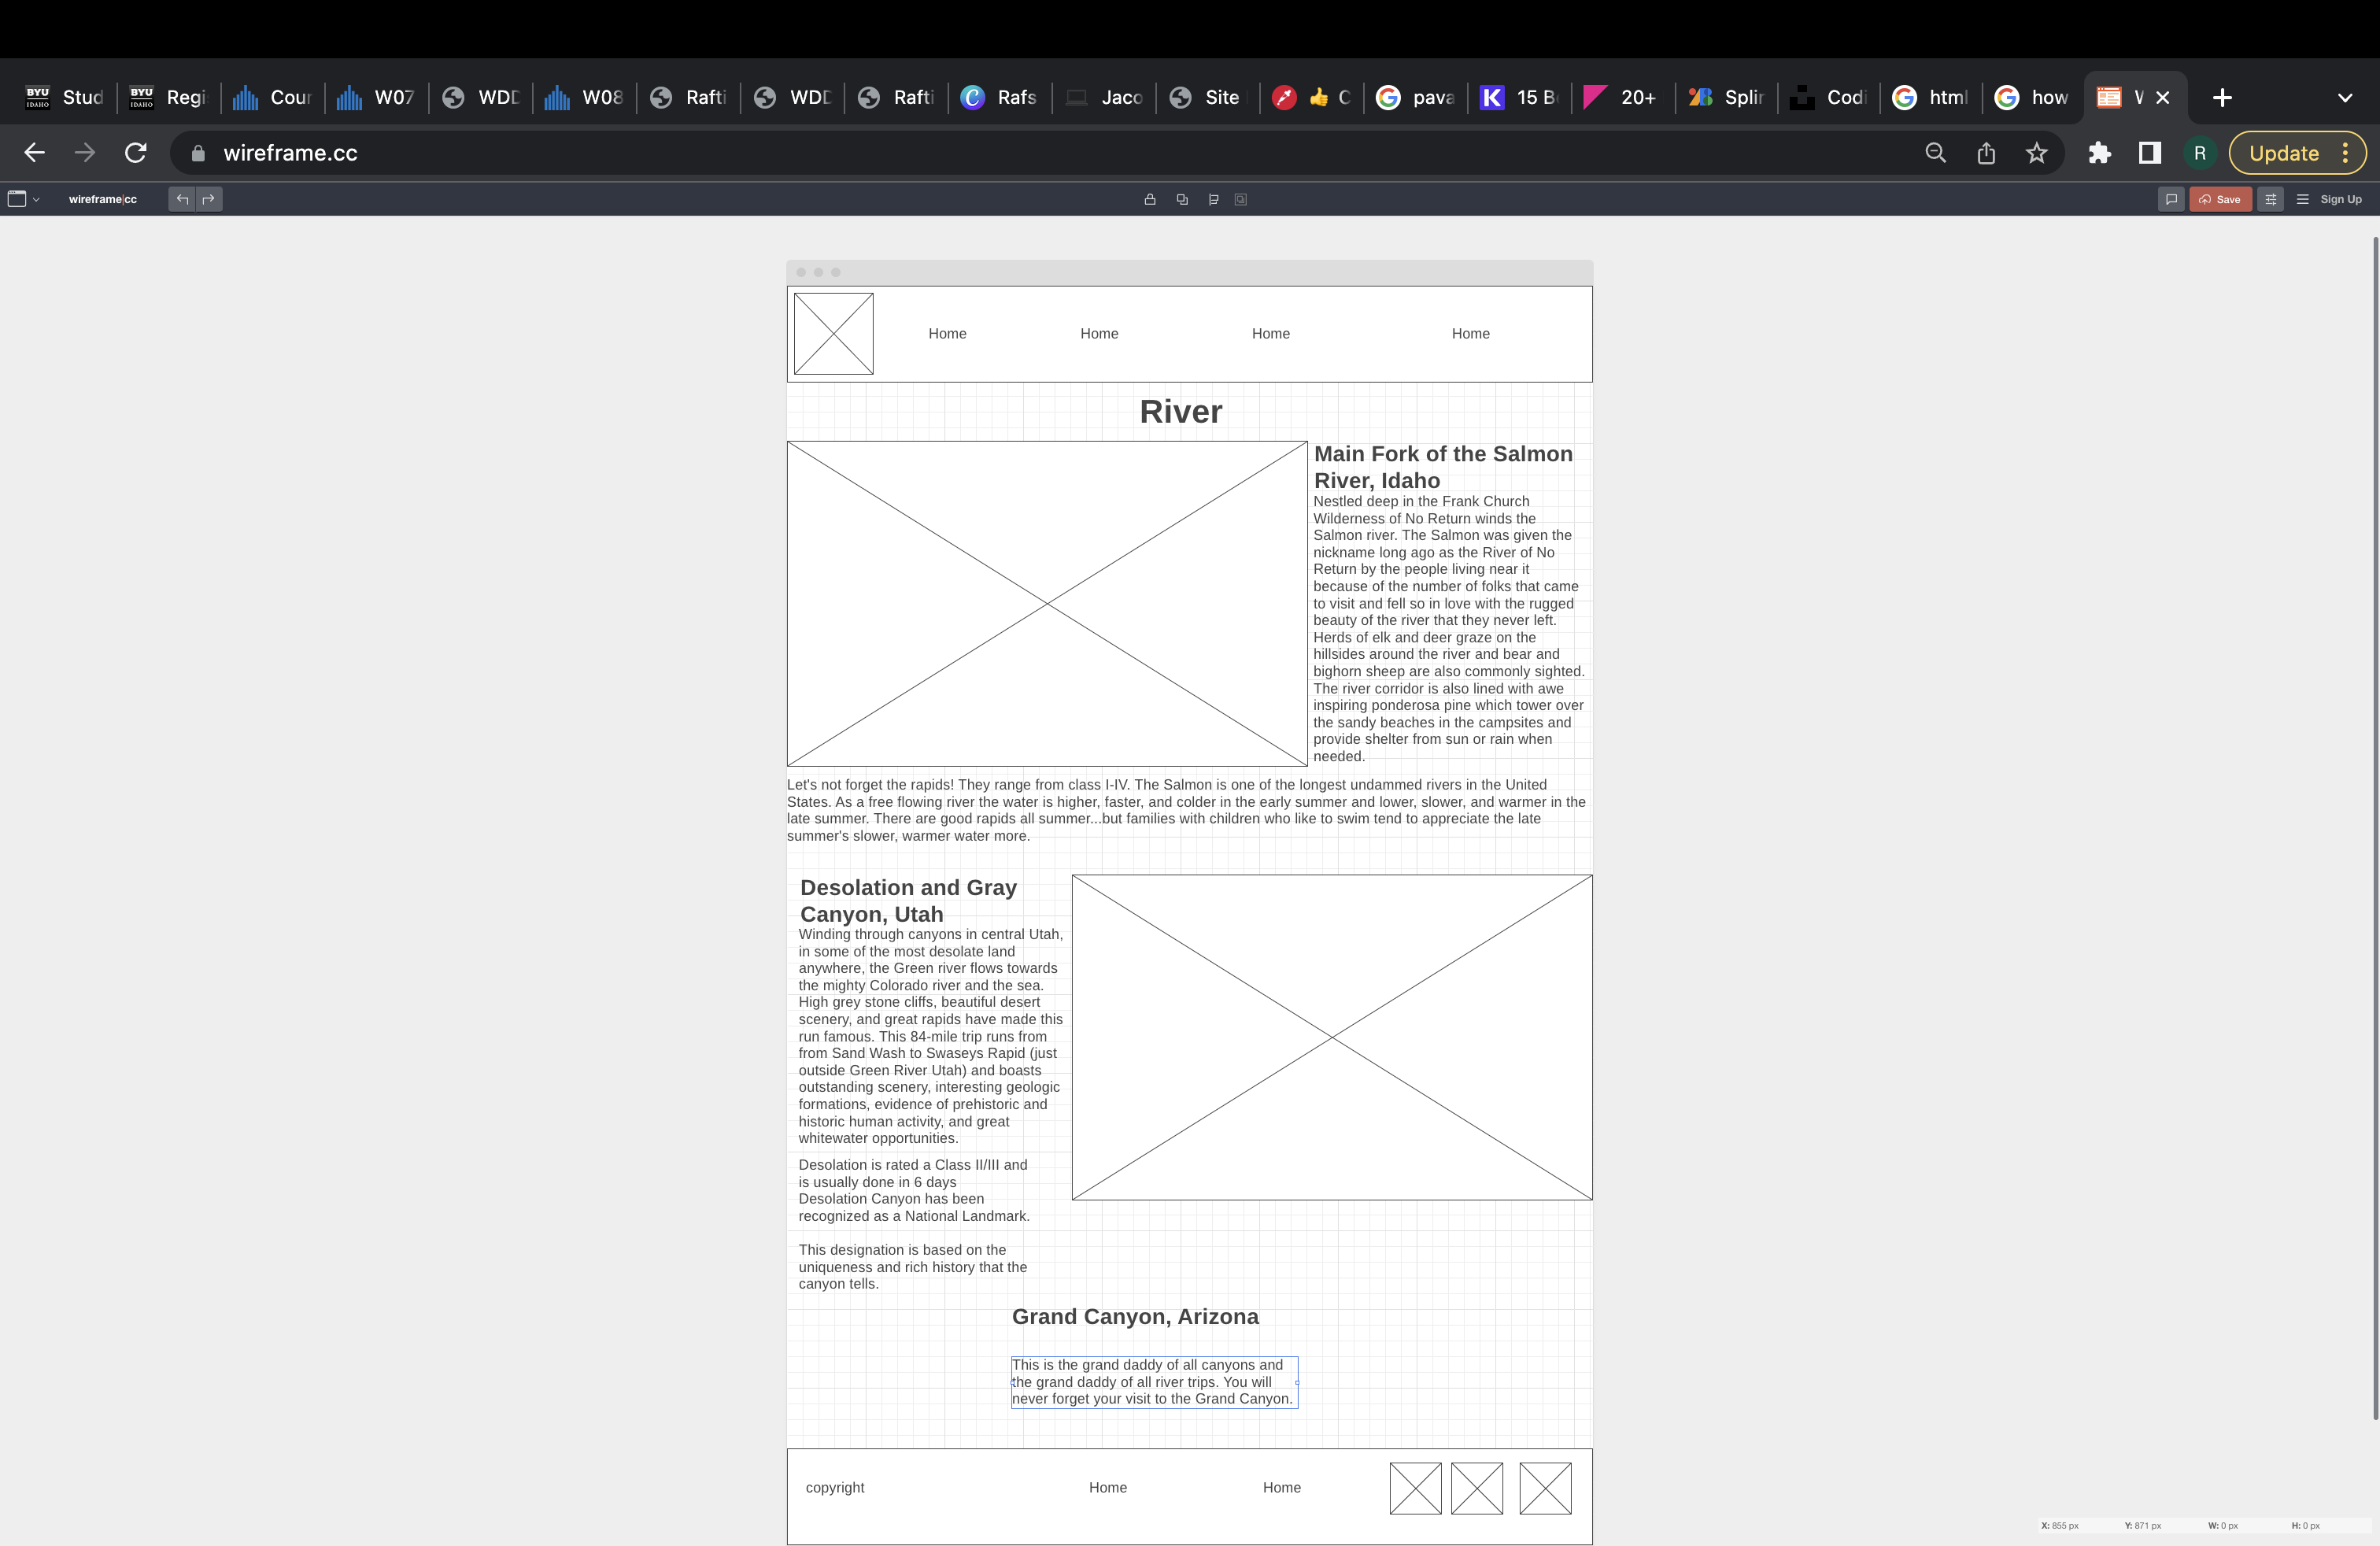 BYU IDAHO Stud
BYU IDAHO Regi
Cour
W07
WDD
W08
Rafti
WDD
Rafti
Rafs
Jaco
Site
C
pava
K 15 B
20+
Splir
Codi
html
how
wireframe.cc
R
Update
wireframe|cc
Save
Sign Up
Home Home Home Home
River
Main Fork of the Salmon
River, Idaho
Nestled deep in the Frank Church
Wilderness of No Return winds the
Salmon river. The Salmon was given the
nickname long ago as the River of No
Return by the people living near it
because of the number of folks that came
to visit and fell so in love with the rugged
beauty of the river that they never left.
Herds of elk and deer graze on the
hillsides around the river and bear and
bighorn sheep are also commonly sighted.
The river corridor is also lined with awe
inspiring ponderosa pine which tower over
the sandy beaches in the campsites and
provide shelter from sun or rain when
needed.
Let's not forget the rapids! They range from class I-IV. The Salmon is one of the longest undammed rivers in the United
States. As a free flowing river the water is higher, faster, and colder in the early summer and lower, slower, and warmer in the
late summer. There are good rapids all summer...but families with children who like to swim tend to appreciate the late
summer's slower, warmer water more.
Desolation and Gray
Canyon, Utah
Winding through canyons in central Utah,
in some of the most desolate land
anywhere, the Green river flows towards
the mighty Colorado river and the sea.
High grey stone cliffs, beautiful desert
scenery, and great rapids have made this
run famous. This 84-mile trip runs from
from Sand Wash to Swaseys Rapid (just
outside Green River Utah) and boasts
outstanding scenery, interesting geologic
formations, evidence of prehistoric and
historic human activity, and great
whitewater opportunities.
Desolation is rated a Class II/III and
is usually done in 6 days
Desolation Canyon has been
recognized as a National Landmark.
This designation is based on the
uniqueness and rich history that the
canyon tells.
Grand Canyon, Arizona
This is the grand daddy of all canyons and
the grand daddy of all river trips. You will
never forget your visit to the Grand Canyon.
copyright Home Home
X: 855 px Y: 871 px W: 0 px H: 0 px